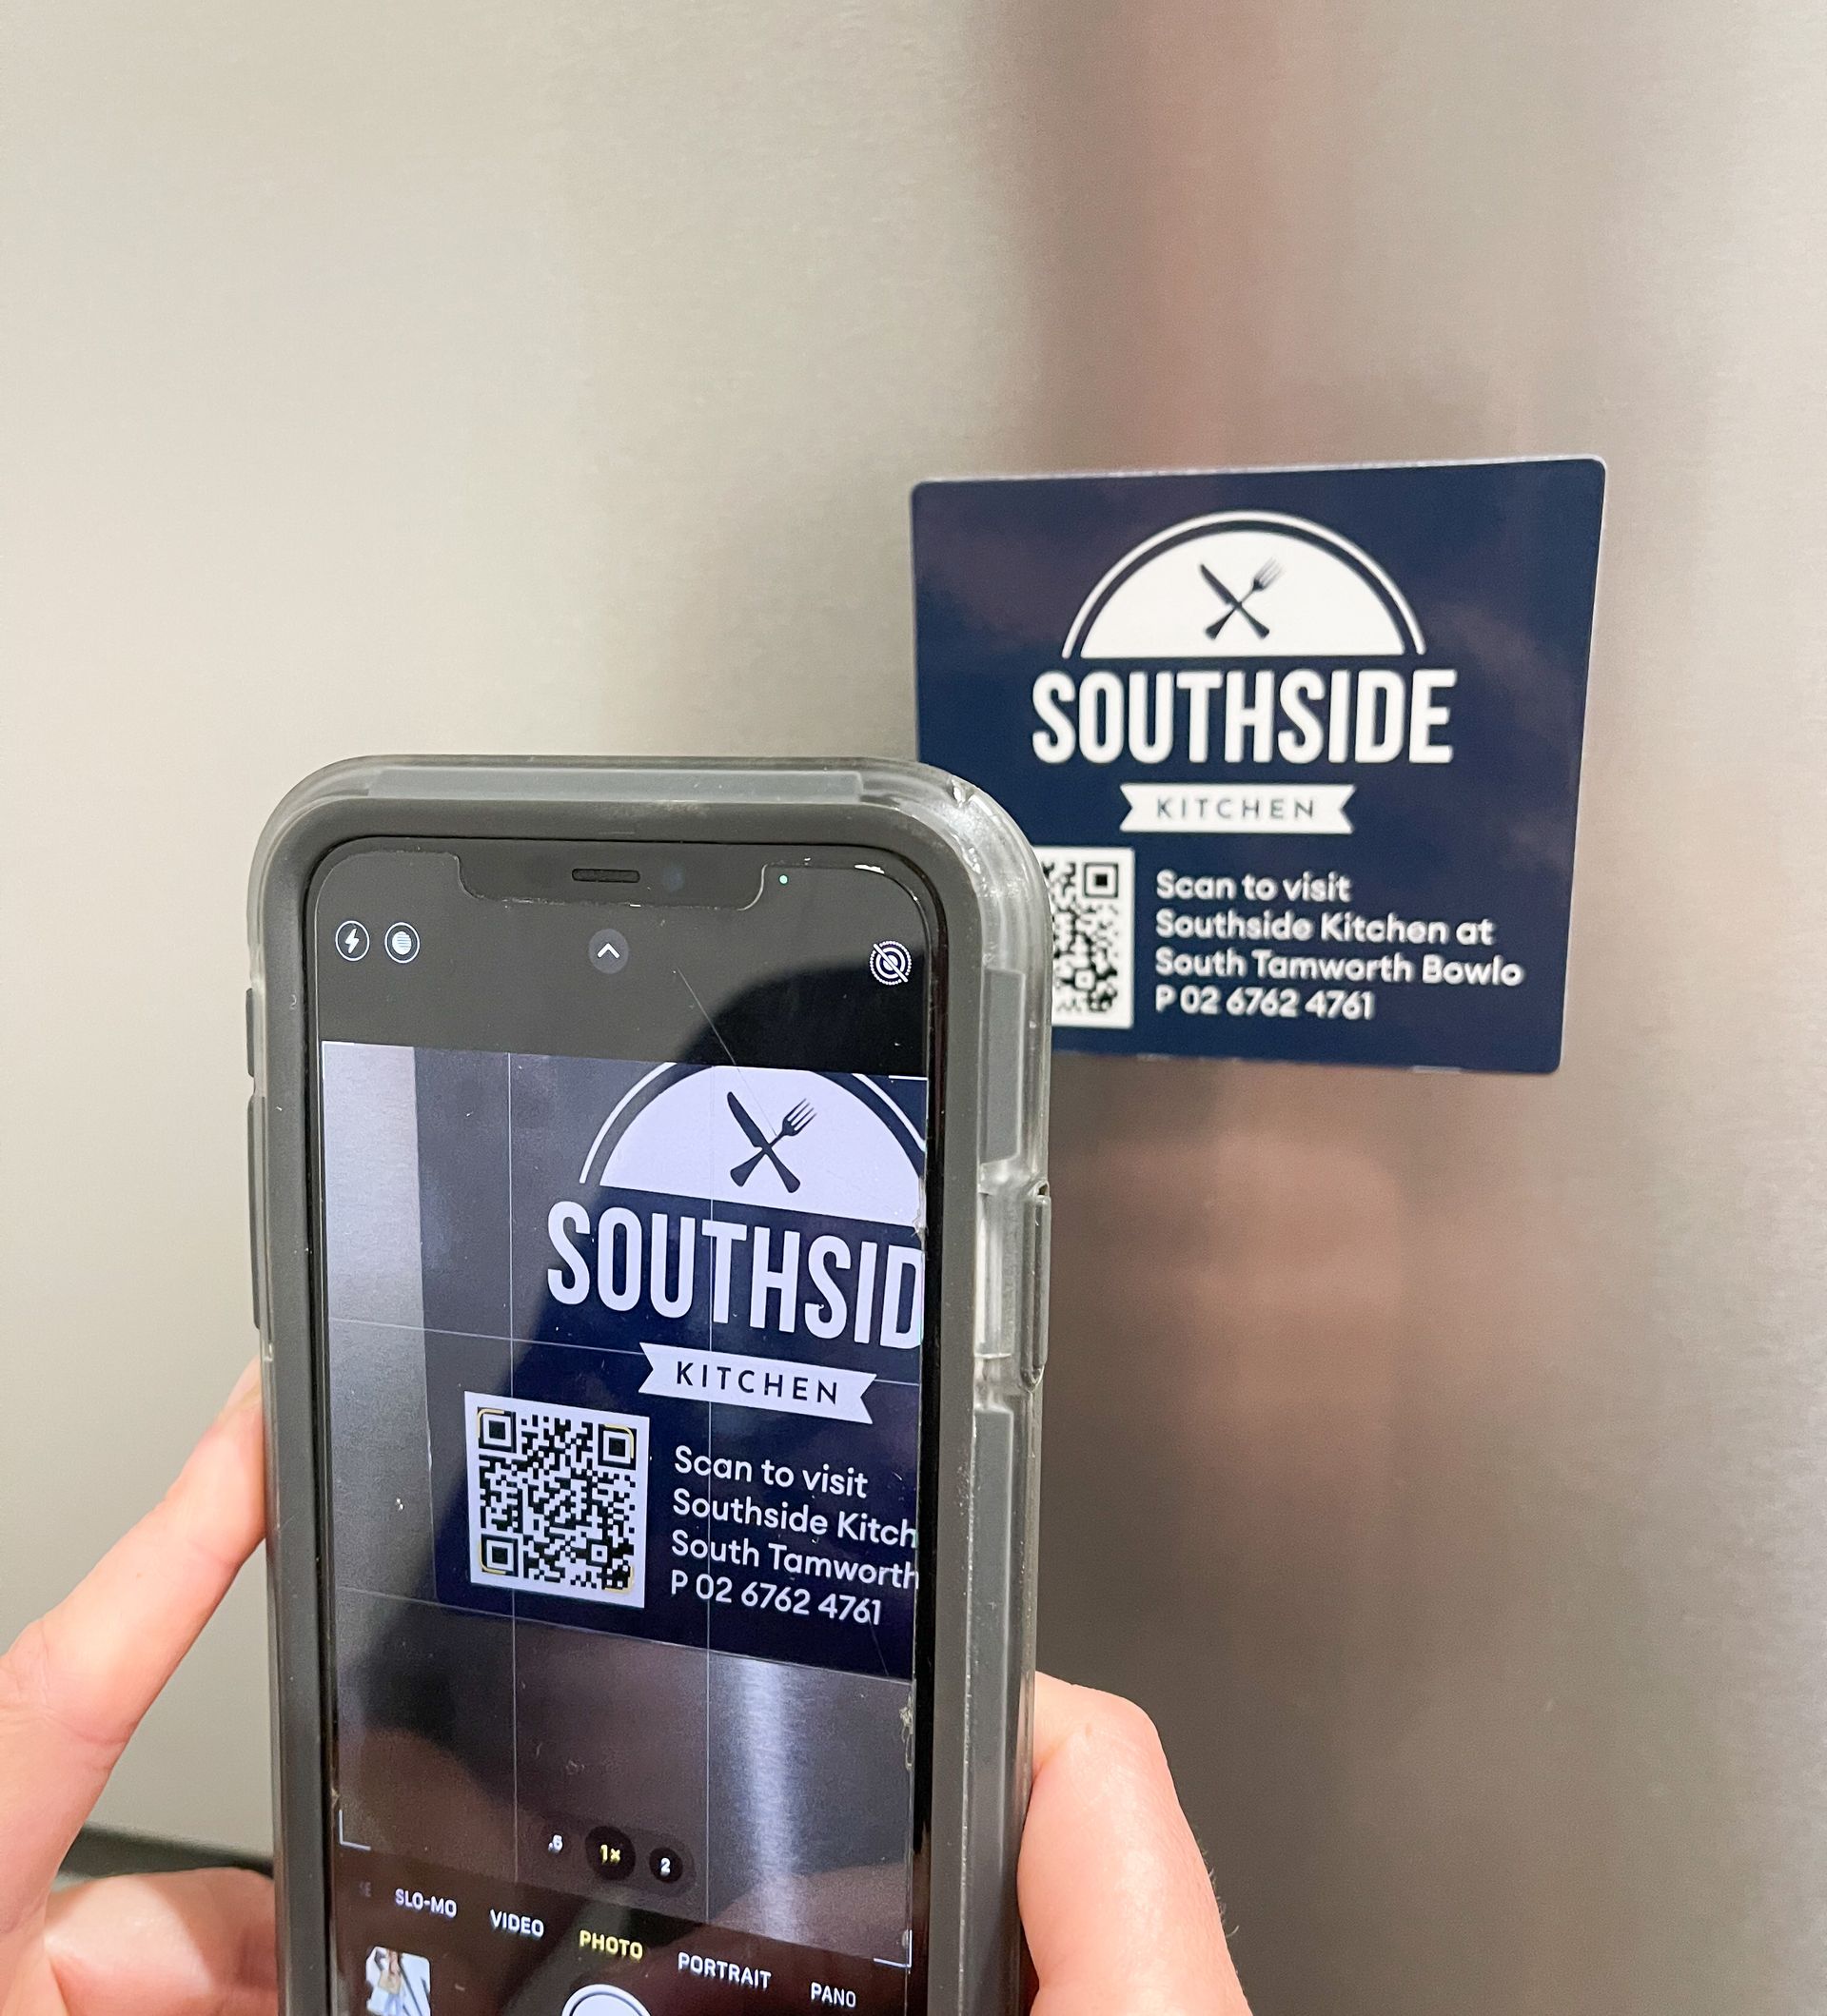 SOUTHSIDE
KITCHEN
Scan to visit
Southside Kitchen at
South Tamworth Bowlo
P 02 6762 4761
SOUTHSID
KITCHEN
Scan to visit
Southside Kitch
South Tamworth
P 02 6762 4761
.5 1× 2
SLO-MO VIDEO PHOTO PORTRAIT PANO